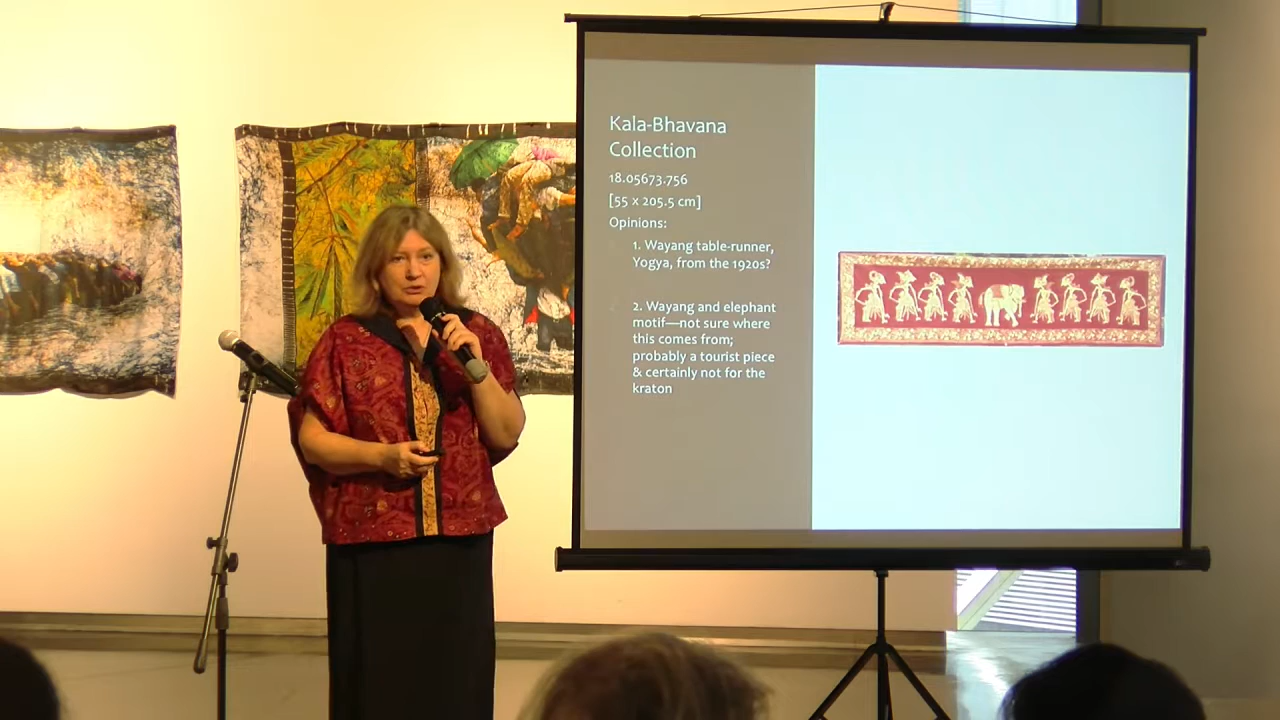 Kala-Bhavana
Collection
18.05673.756
[55 x 205.5 cm]
Opinions:
1. Wayang table-runner,
Yogya, from the 1920s?
2. Wayang and elephant
motif—not sure where
this comes from;
probably a tourist piece
& certainly not for the
kraton